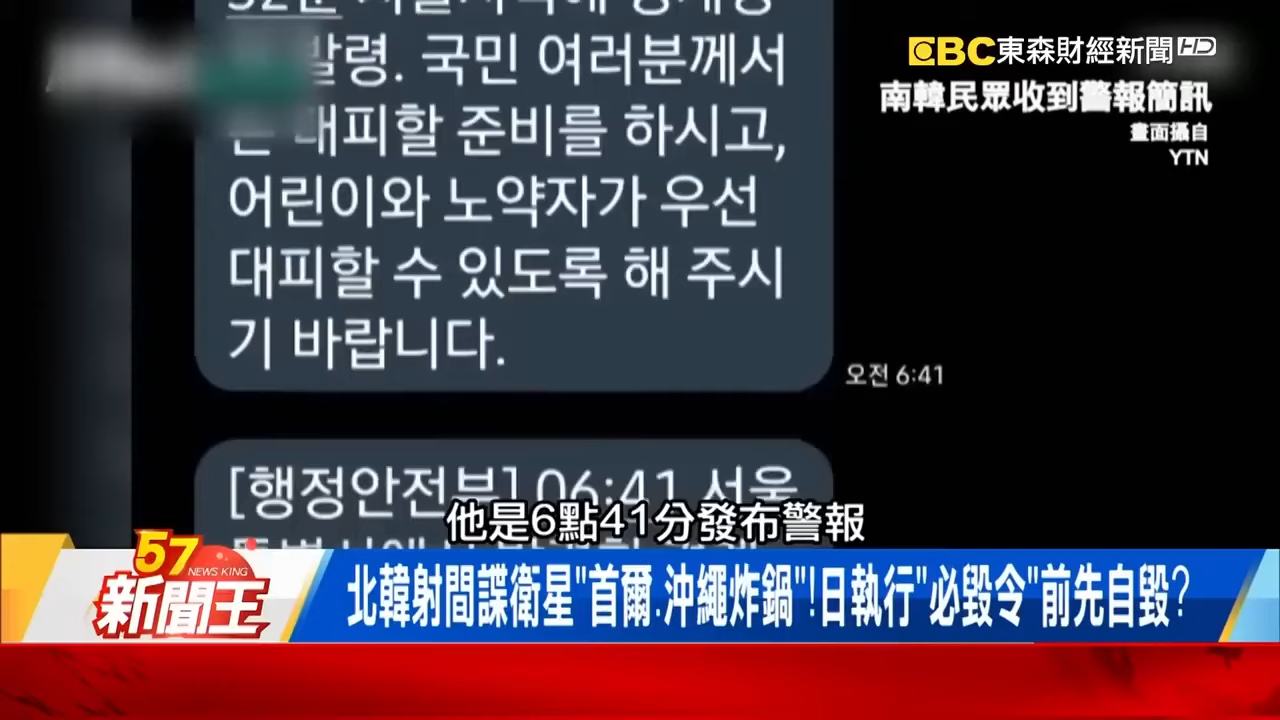 EBC東森財經新聞HD
南韓民眾收到警報簡訊
畫面攝自
YTN
발령. 국민 여러분께서
대피할 준비를 하시고,
어린이와 노약자가 우선
대피할 수 있도록 해 주시
기 바랍니다.
오전 6:41
[행정안전부] 06:41 서울
他是6點41分發布警報
57
NEWS KING
新聞王
北韓射間諜衛星"首爾.沖繩炸鍋"!日執行"必毀令"前先自毀?